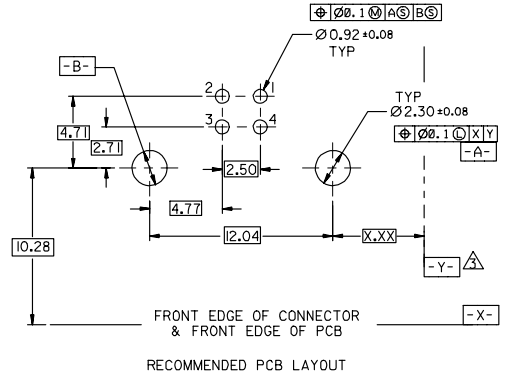 ⌖ Ø0.1 Ⓜ A Ⓢ B Ⓢ
Ø 0.92 ±0.08
TYP
-B-
2 1
3 4
TYP
Ø 2.30 ±0.08
⌖ Ø0.1 Ⓛ X Y
-A-
4.71
2.71
2.50
4.77
12.04
X.XX
10.28
-Y- 3
FRONT EDGE OF CONNECTOR
& FRONT EDGE OF PCB
-X-
RECOMMENDED PCB LAYOUT